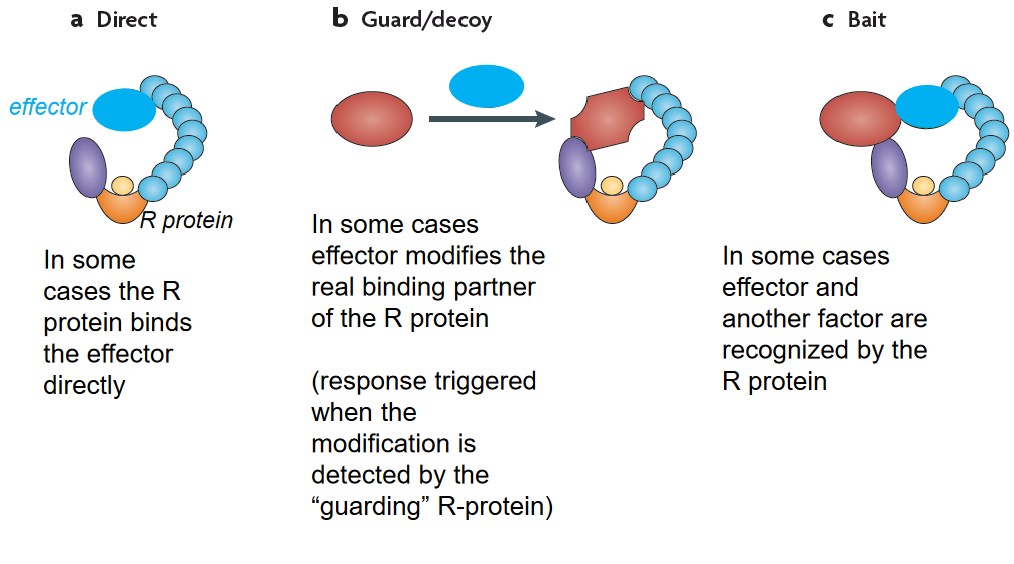 a Direct
effector
R protein
In some
cases the R
protein binds
the effector
directly
b Guard/decoy
In some cases
effector modifies the
real binding partner
of the R protein
(response triggered
when the
modification is
detected by the
“guarding” R-protein)
c Bait
In some cases
effector and
another factor are
recognized by the
R protein